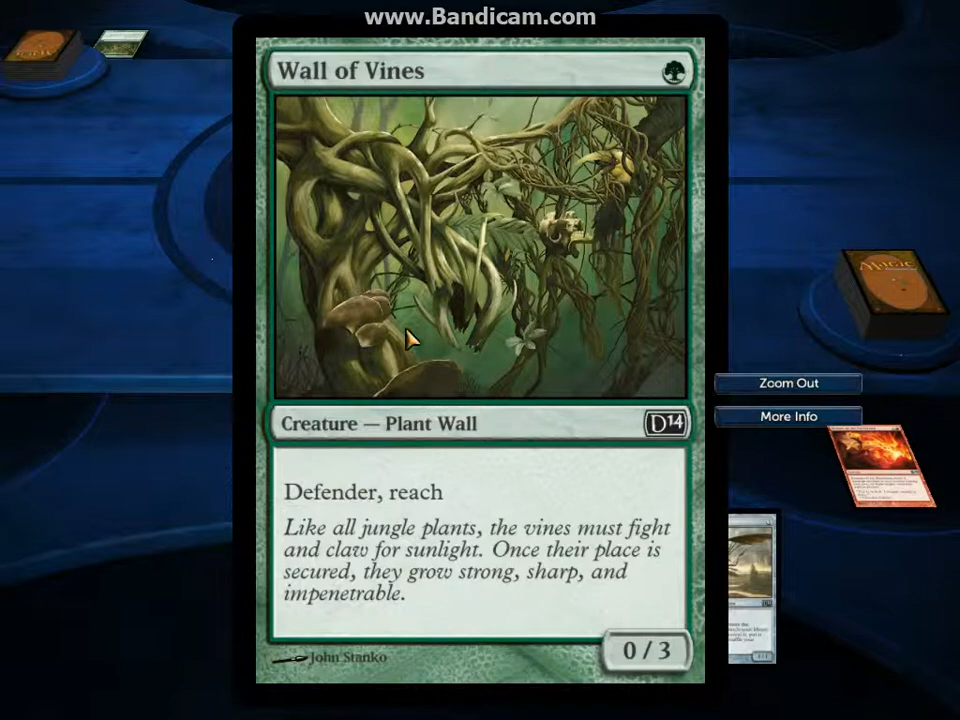 www.Bandicam.com
Wall of Vines
Creature — Plant Wall
D14
Defender, reach
Like all jungle plants, the vines must fight
and claw for sunlight. Once their place is
secured, they grow strong, sharp, and
impenetrable.
John Stanko
0 / 3
Magic
Zoom Out
More Info